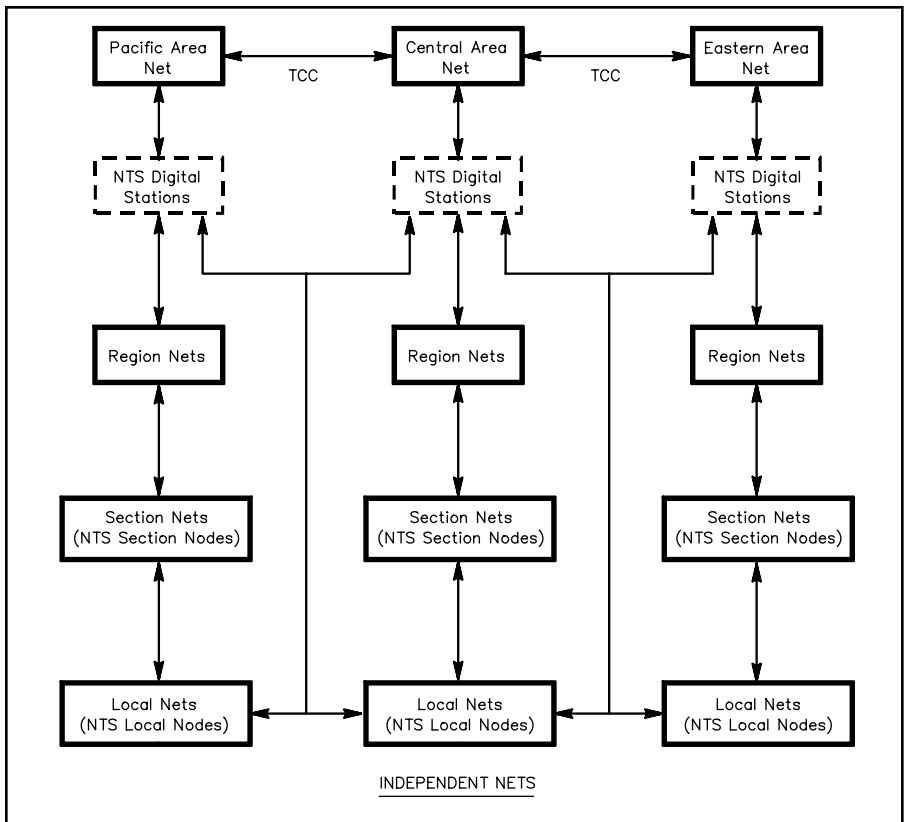 Pacific Area
Net
Central Area
Net
Eastern Area
Net
TCC
TCC
NTS Digital
Stations
NTS Digital
Stations
NTS Digital
Stations
Region Nets
Region Nets
Region Nets
Section Nets
(NTS Section Nodes)
Section Nets
(NTS Section Nodes)
Section Nets
(NTS Section Nodes)
Local Nets
(NTS Local Nodes)
Local Nets
(NTS Local Nodes)
Local Nets
(NTS Local Nodes)
INDEPENDENT NETS